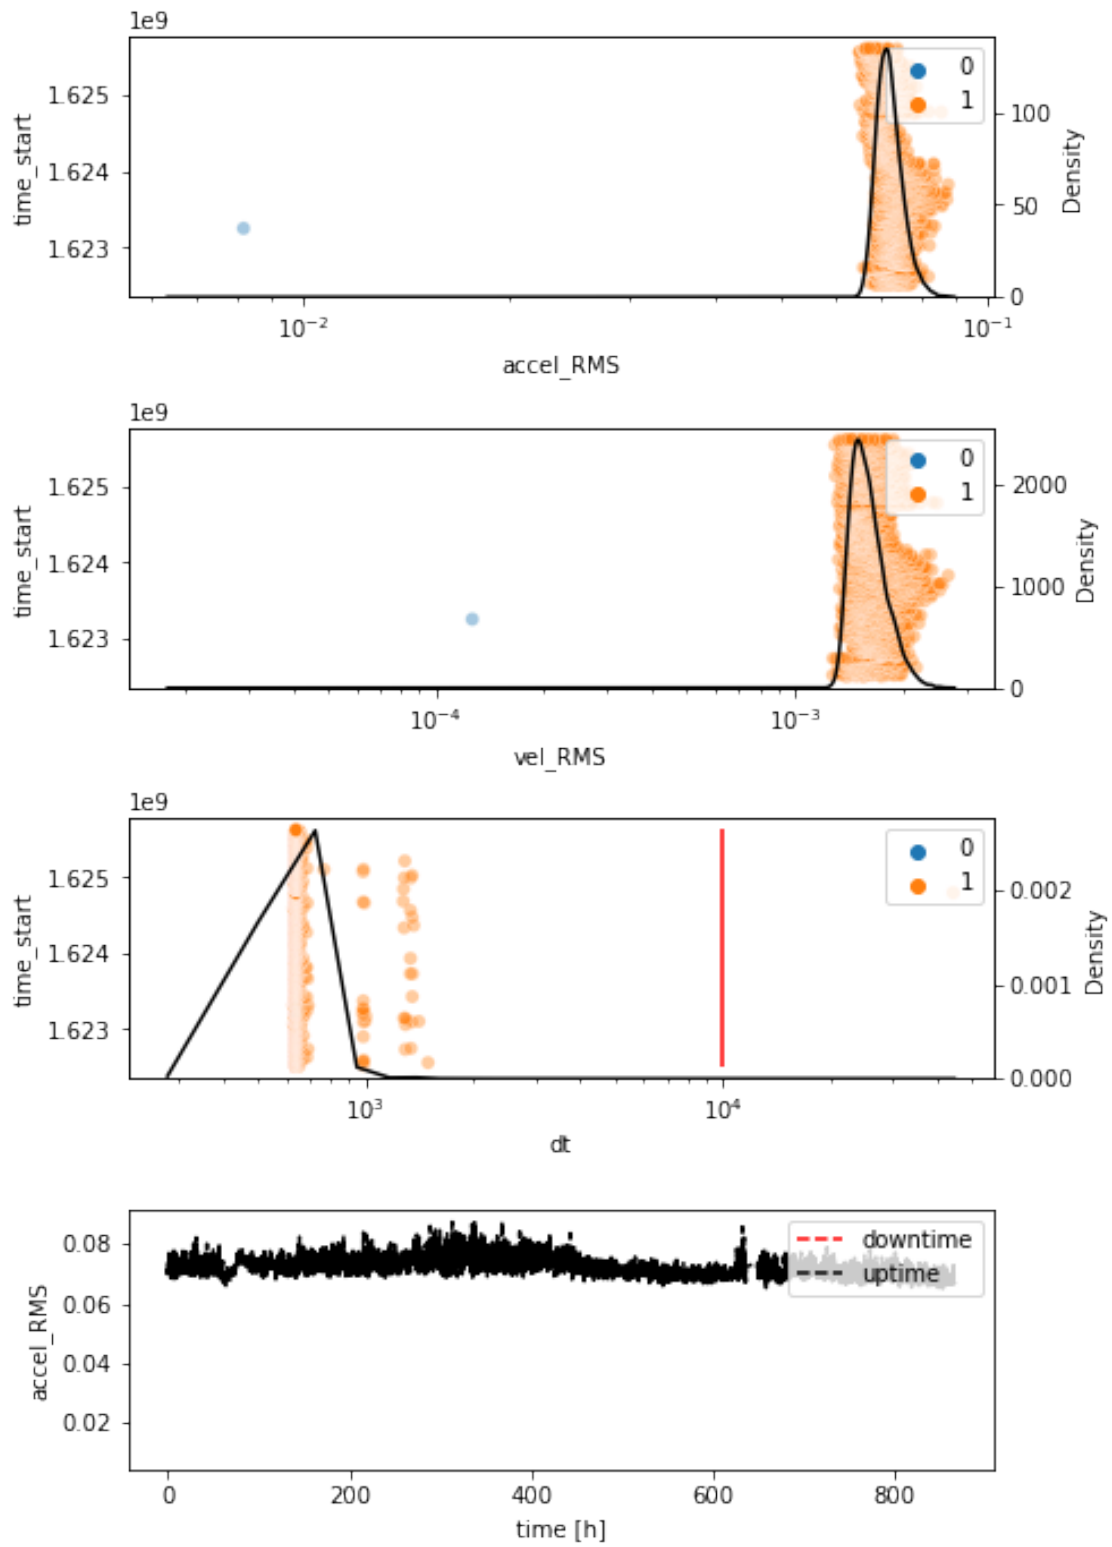 1e9
0
1
1.625
1.624
1.623
time_start
100
50
0
Density
10⁻²
10⁻¹
accel_RMS
1e9
0
1
1.625
1.624
1.623
time_start
2000
1000
0
Density
10⁻⁴
10⁻³
vel_RMS
1e9
0
1
1.625
1.624
1.623
time_start
0.002
0.001
0.000
Density
10³
10⁴
dt
downtime
uptime
0.08
0.06
0.04
0.02
accel_RMS
0
200
400
600
800
time [h]